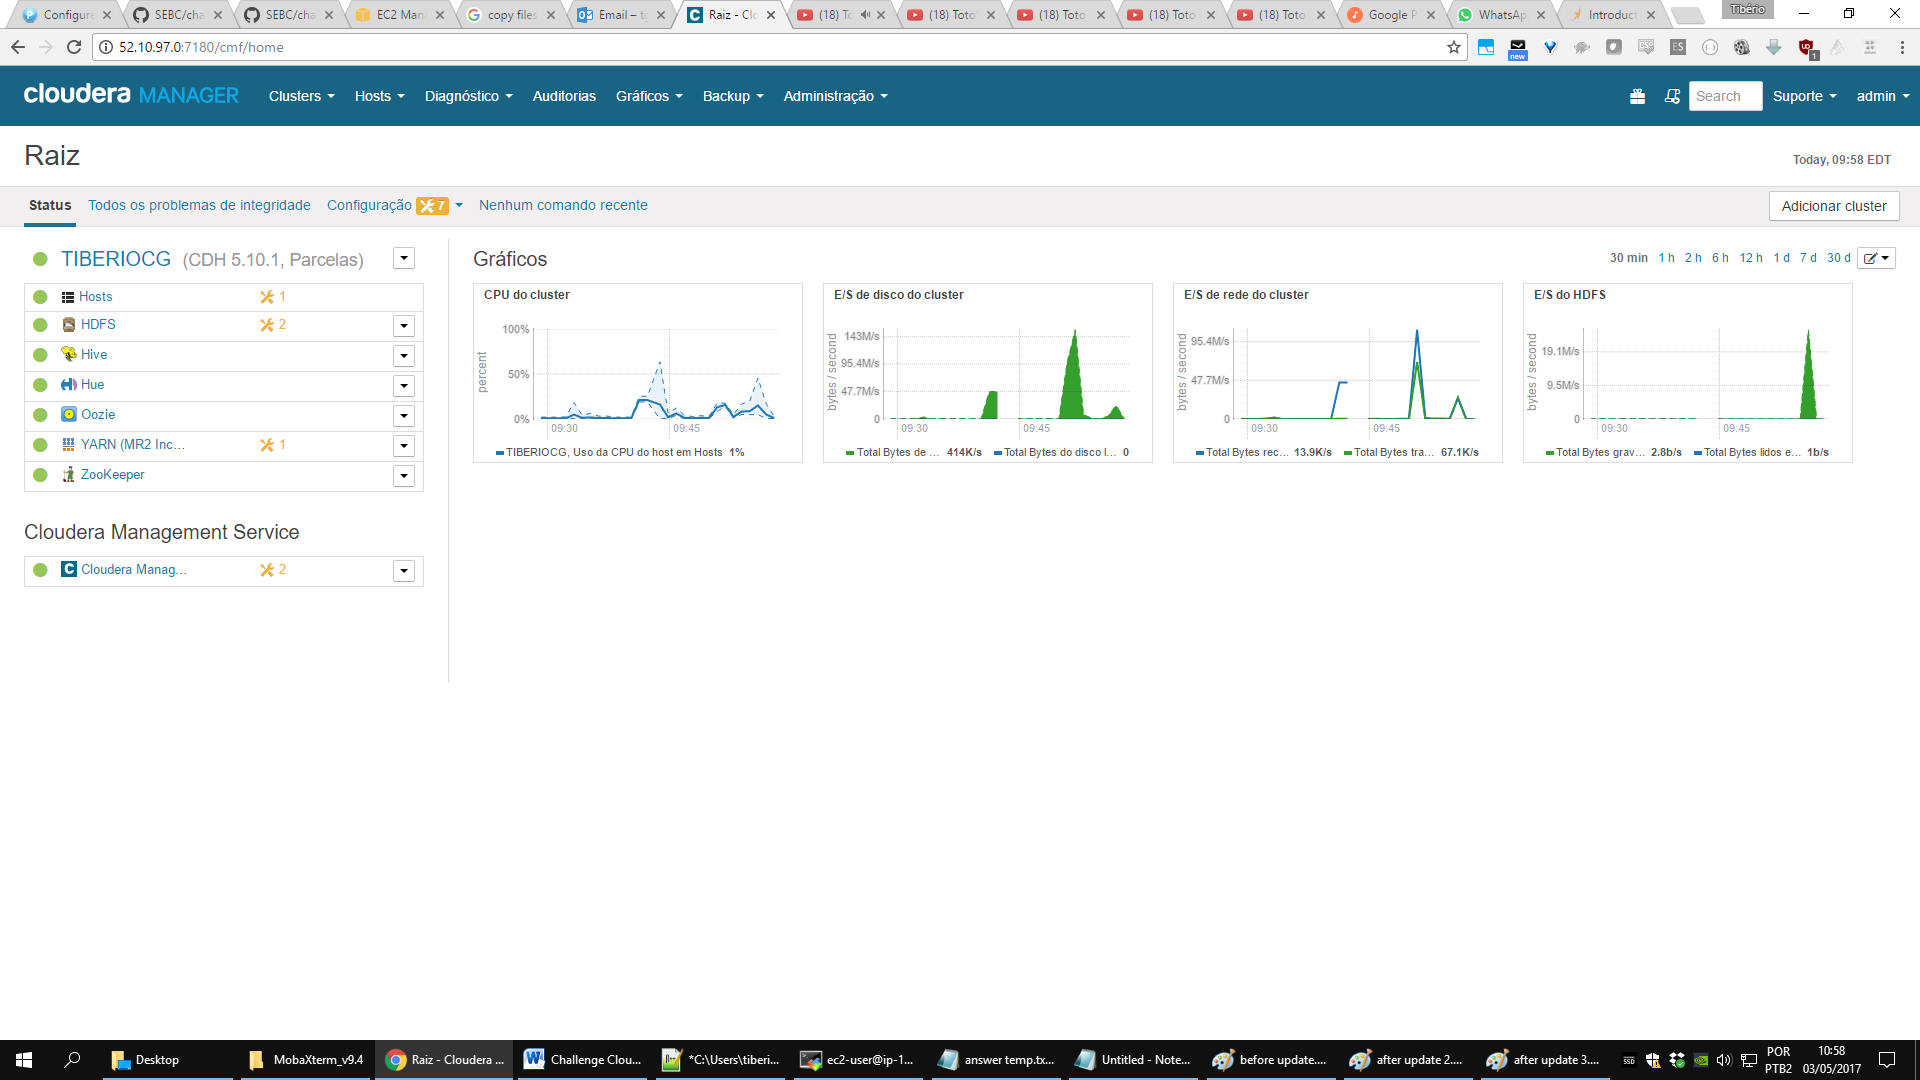 Configure
SEBC/cha
SEBC/cha
EC2 Man
copy files
Email – tg
Raiz - Clo
(18) To
(18) Toto
(18) Toto
(18) Toto
(18) Toto
Google P
WhatsAp
Introduct
Tibério
52.10.97.0:7180/cmf/home
new
CSS
ES
1
cloudera MANAGER
Clusters
Hosts
Diagnóstico
Auditorias
Gráficos
Backup
Administração
Search
Suporte
admin
Raiz
Today, 09:58 EDT
Status
Todos os problemas de integridade
Configuração 7
Nenhum comando recente
Adicionar cluster
TIBERIOCG (CDH 5.10.1, Parcelas)
Hosts 1
HDFS 2
Hive
Hue
Oozie
YARN (MR2 Inc... 1
ZooKeeper
Cloudera Management Service
Cloudera Manag... 2
Gráficos
30 min 1 h 2 h 6 h 12 h 1 d 7 d 30 d
CPU do cluster
percent
100%
50%
0%
09:30 09:45
TIBERIOCG, Uso da CPU do host em Hosts 1%
E/S de disco do cluster
bytes / second
143M/s
95.4M/s
47.7M/s
0
09:30 09:45
Total Bytes de ... 414K/s Total Bytes do disco l... 0
E/S de rede do cluster
bytes / second
95.4M/s
47.7M/s
0
09:30 09:45
Total Bytes rec... 13.9K/s Total Bytes tra... 67.1K/s
E/S do HDFS
bytes / second
19.1M/s
9.5M/s
0
09:30 09:45
Total Bytes grav... 2.8b/s Total Bytes lidos e... 1b/s
Desktop
MobaXterm_v9.4
Raiz - Cloudera ...
Challenge Clou...
*C:\Users\tiberi...
ec2-user@ip-1...
answer temp.tx...
Untitled - Note...
before update....
after update 2....
after update 3....
SSD
POR
PTB2
10:58
03/05/2017